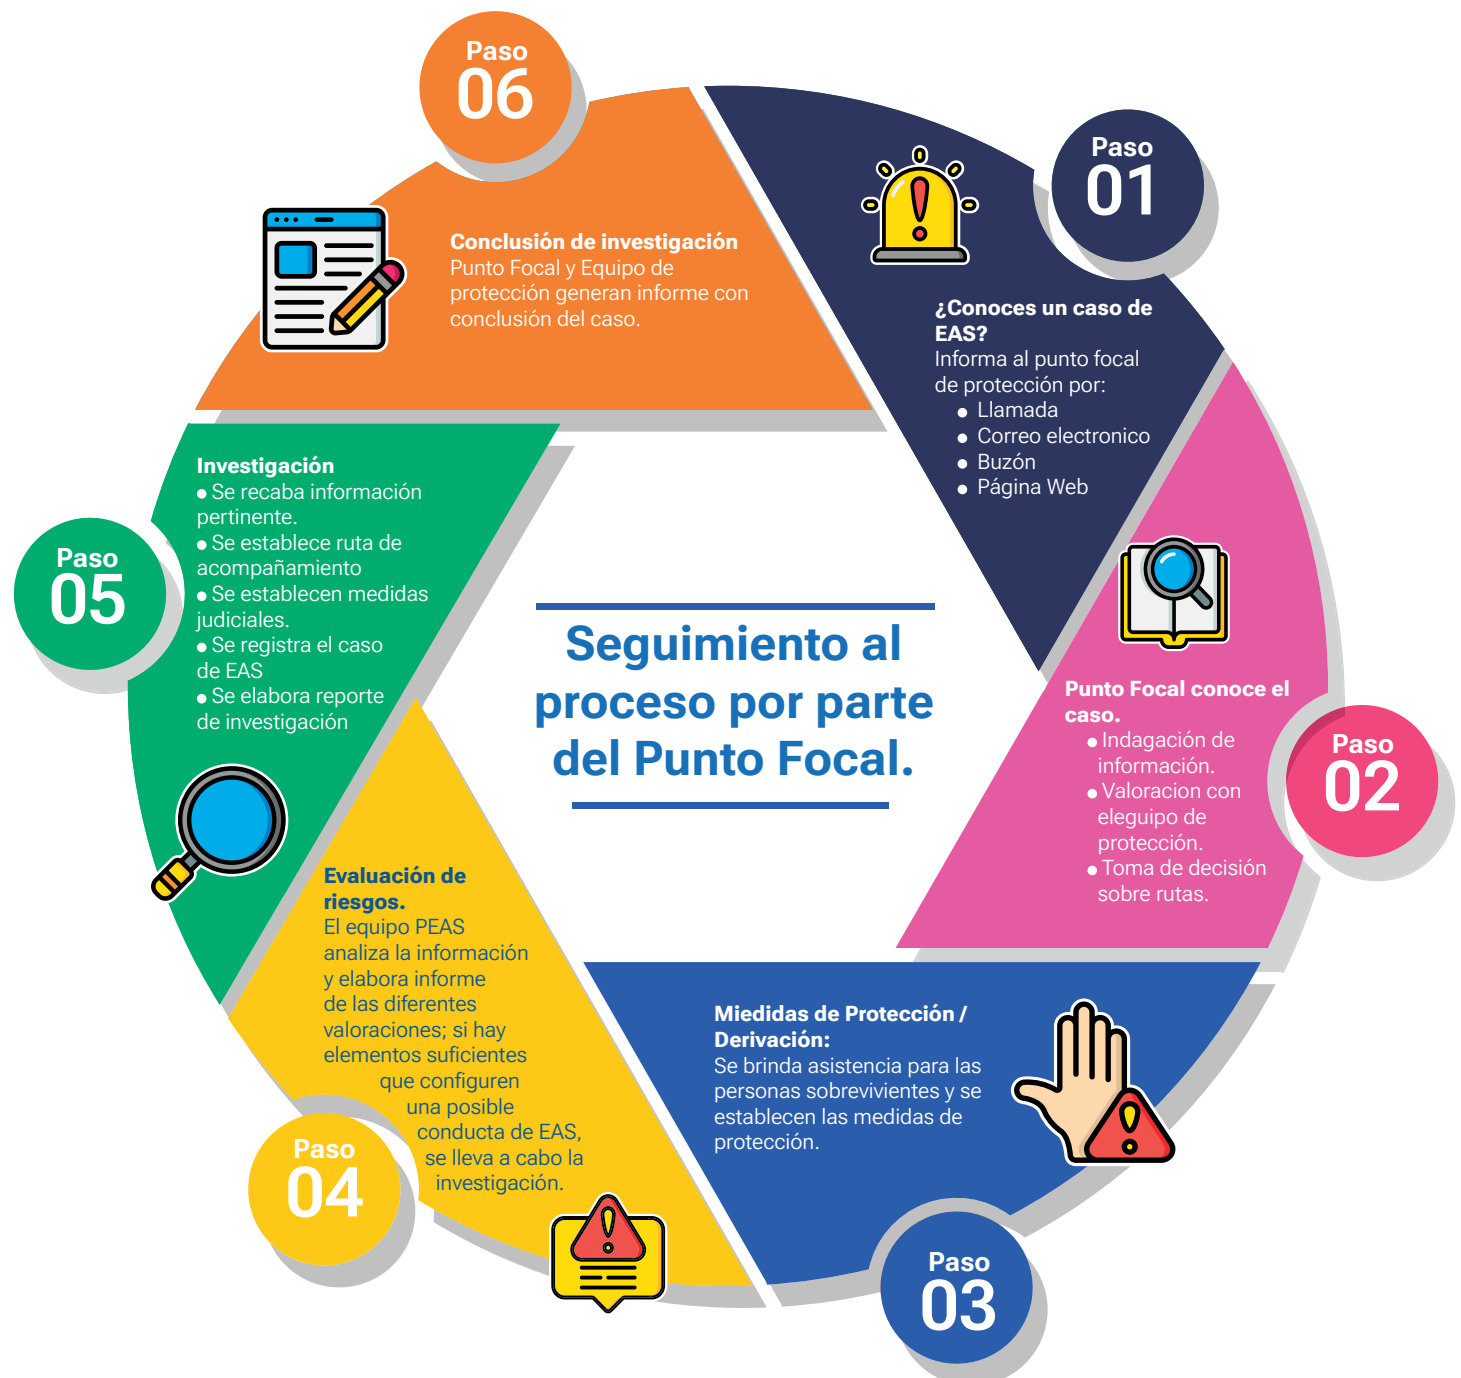 Seguimiento al
proceso por parte
del Punto Focal.
Paso
01
¿Conoces un caso de
EAS?
Informa al punto focal
de protección por:
● Llamada
● Correo electronico
● Buzón
● Página Web
Paso
02
Punto Focal conoce el
caso.
● Indagación de
información.
● Valoracion con
eleguipo de
protección.
● Toma de decisión
sobre rutas.
Paso
03
Miedidas de Protección /
Derivación:
Se brinda asistencia para las
personas sobrevivientes y se
establecen las medidas de
protección.
Paso
04
Evaluación de
riesgos.
El equipo PEAS
analiza la información
y elabora informe
de las diferentes
valoraciones; si hay
elementos suficientes
que configuren
una posible
conducta de EAS,
se lleva a cabo la
investigación.
Paso
05
Investigación
● Se recaba información
pertinente.
● Se establece ruta de
acompañamiento
● Se establecen medidas
judiciales.
● Se registra el caso
de EAS
● Se elabora reporte
de investigación
Paso
06
Conclusión de investigación
Punto Focal y Equipo de
protección generan informe con
conclusión del caso.